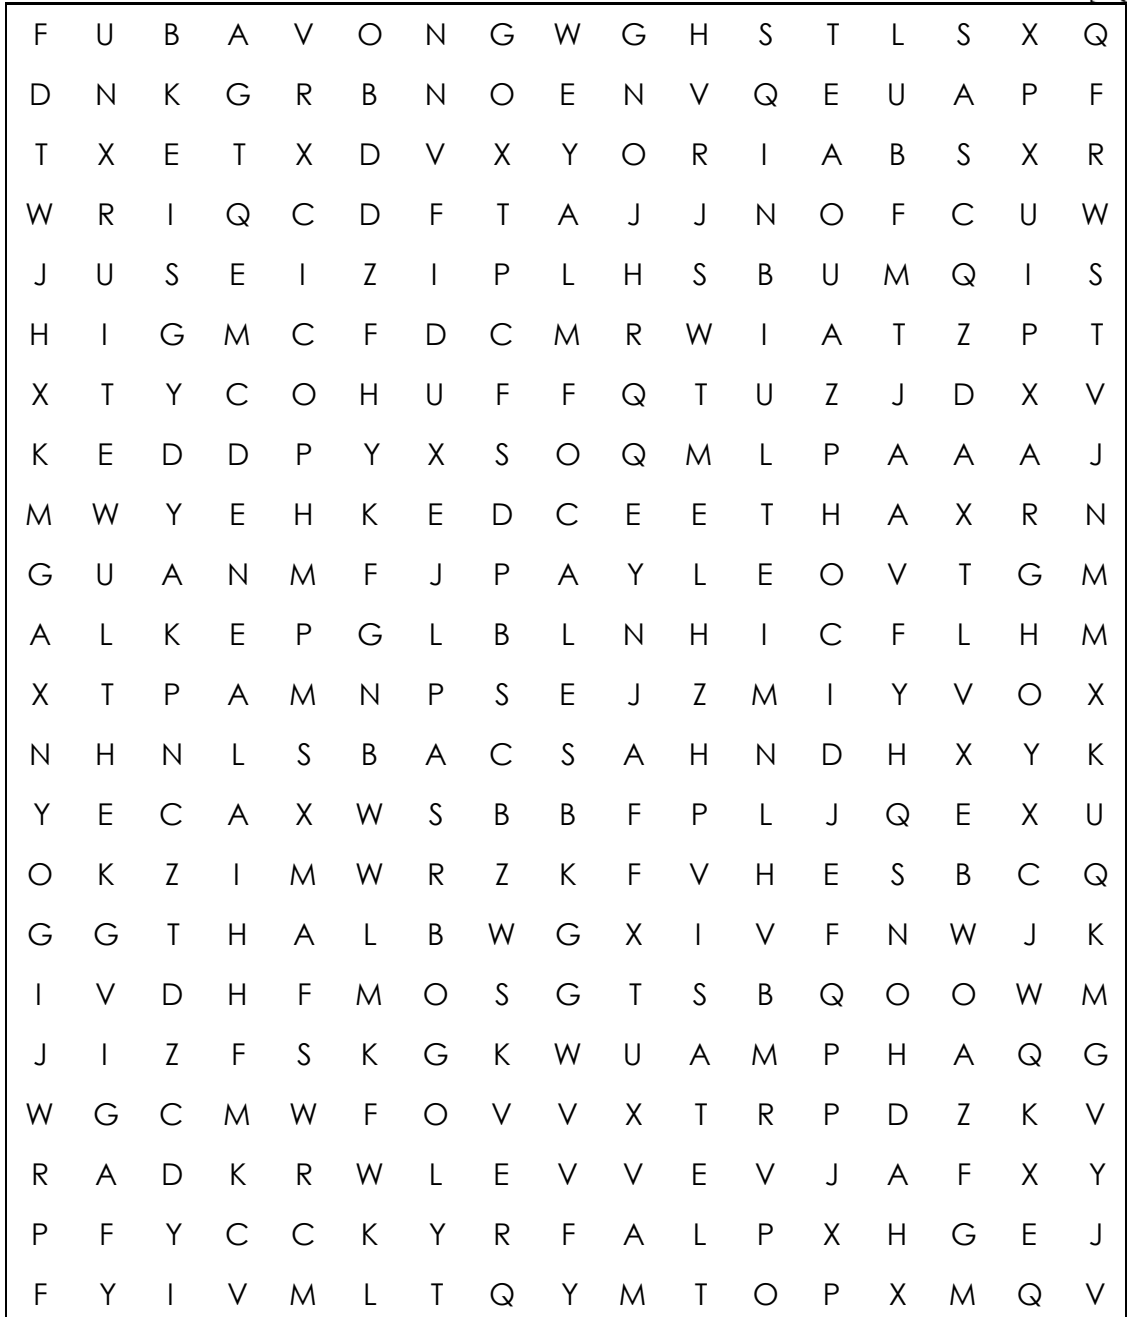 F U B A V O N G W G H S T L S X Q
D N K G R B N O E N V Q E U A P F
T X E T X D V X Y O R I A B S X R
W R I Q C D F T A J J N O F C U W
J U S E I Z I P L H S B U M Q I S
H I G M C F D C M R W I A T Z P T
X T Y C O H U F F Q T U Z J D X V
K E D D P Y X S O Q M L P A A A J
M W Y E H K E D C E E T H A X R N
G U A N M F J P A Y L E O V T G M
A L K E P G L B L N H I C F L H M
X T P A M N P S E J Z M I Y V O X
N H N L S B A C S A H N D H X Y K
Y E C A X W S B B F P L J Q E X U
O K Z I M W R Z K F V H E S B C Q
G G T H A L B W G X I V F N W J K
I V D H F M O S G T S B Q O O W M
J I Z F S K G K W U A M P H A Q G
W G C M W F O V V X T R P D Z K V
R A D K R W L E V V E V J A F X Y
P F Y C C K Y R F A L P X H G E J
F Y I V M L T Q Y M T O P X M Q V